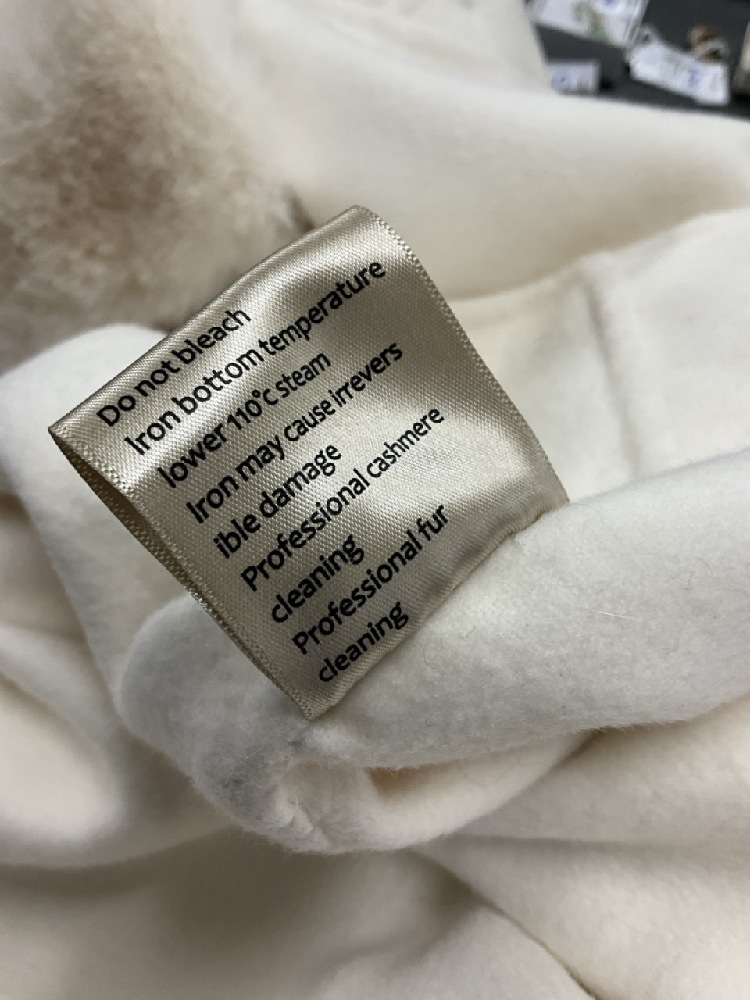 Do not bleach
Iron bottom temperature
lower 110°c steam
Iron may cause irrevers
ible damage
Professional cashmere
cleaning
Professional fur
cleaning